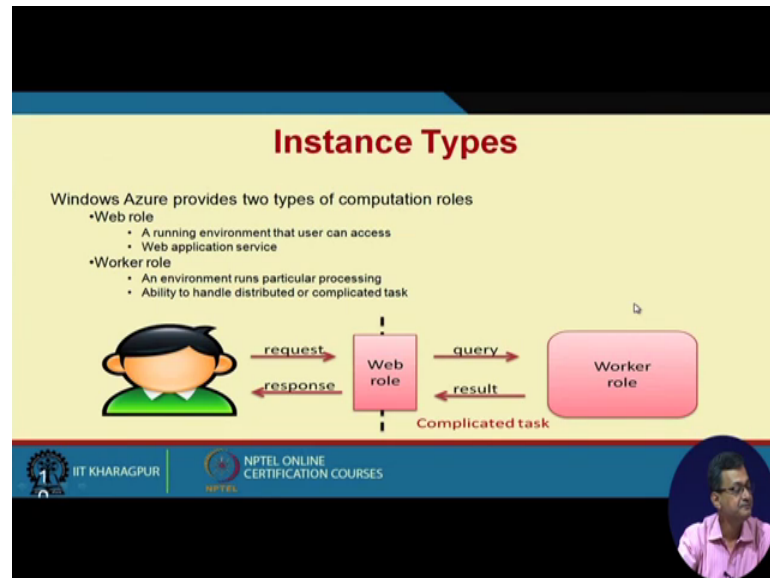 Instance Types
Windows Azure provides two types of computation roles
•Web role
• A running environment that user can access
• Web application service
•Worker role
• An environment runs particular processing
• Ability to handle distributed or complicated task
request
response
Web
role
query
result
Worker
role
Complicated task
IIT KHARAGPUR
NPTEL
NPTEL ONLINE
CERTIFICATION COURSES